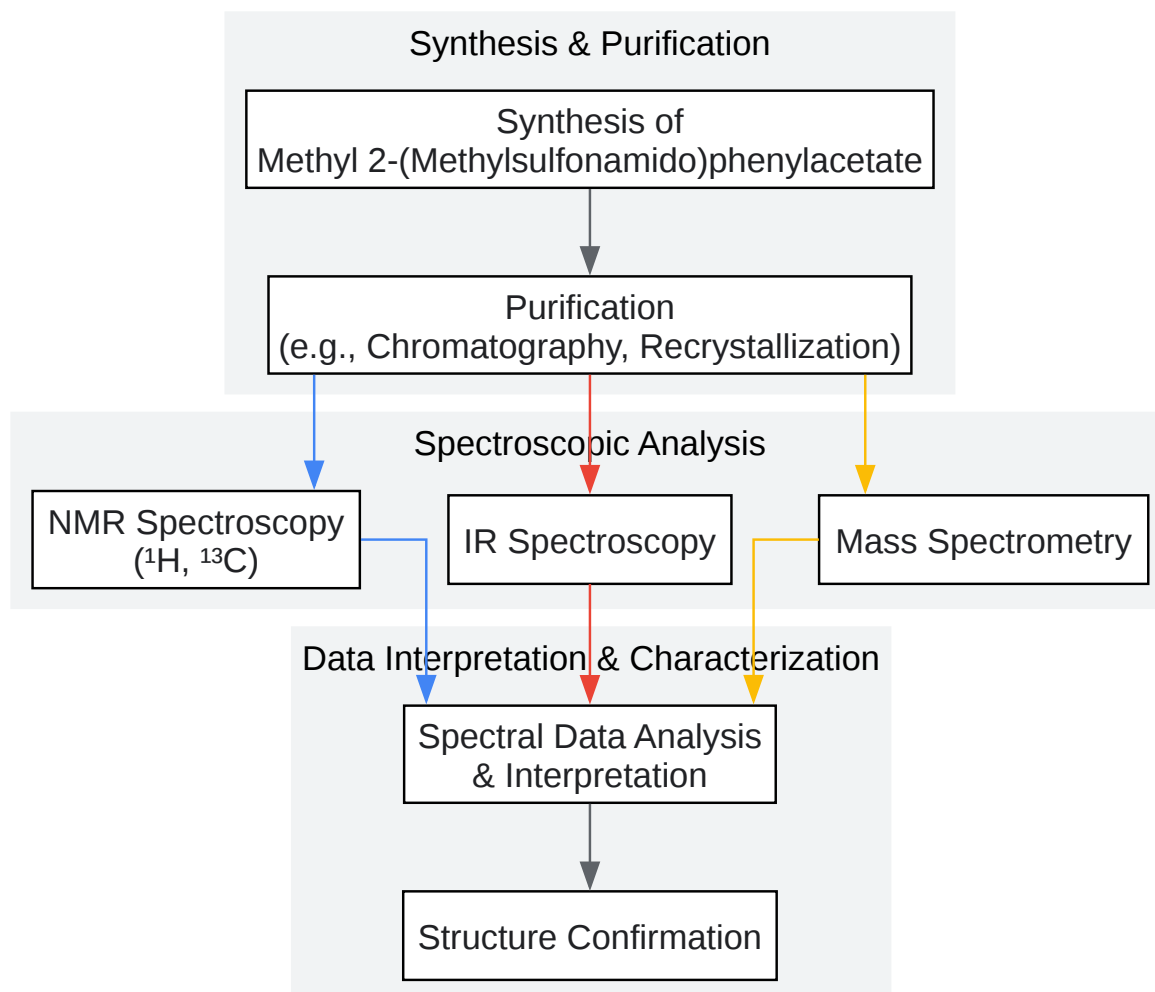 Synthesis & Purification
Synthesis of
Methyl 2-(Methylsulfonamido)phenylacetate
Purification
(e.g., Chromatography, Recrystallization)
Spectroscopic Analysis
NMR Spectroscopy
(¹H, ¹³C)
IR Spectroscopy
Mass Spectrometry
Data Interpretation & Characterization
Spectral Data Analysis
& Interpretation
Structure Confirmation